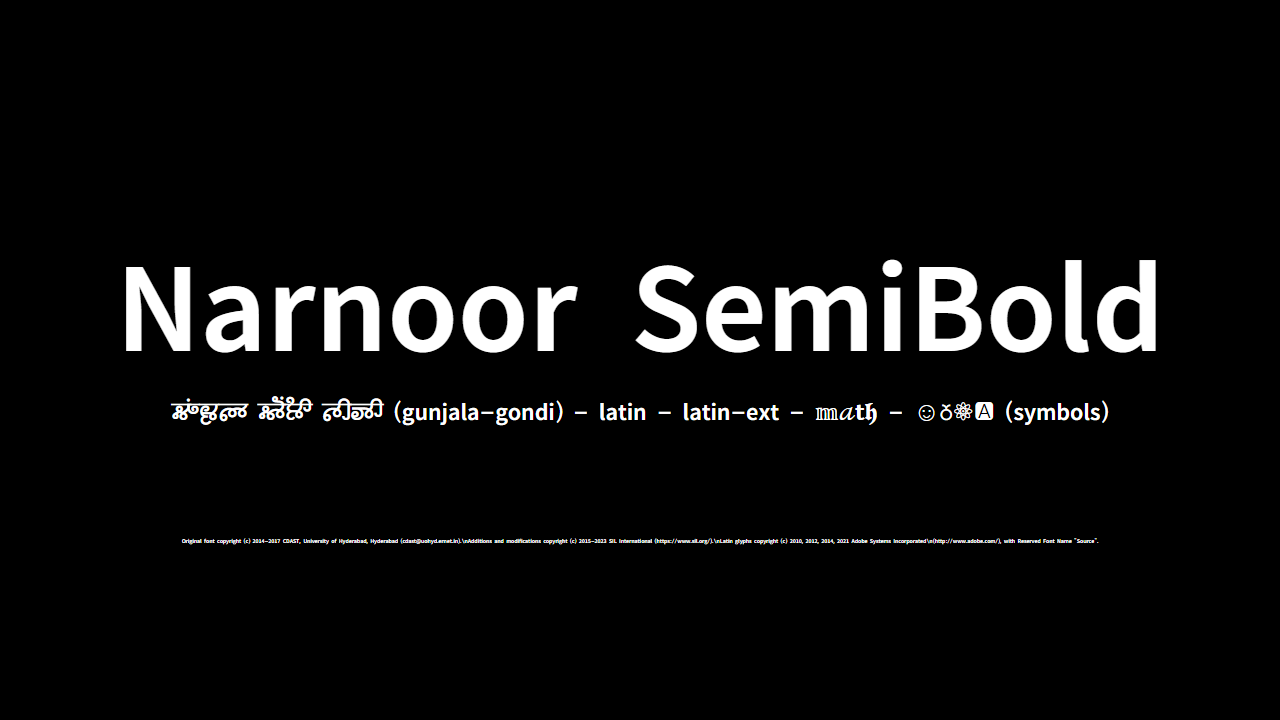 Narnoor SemiBold
(gunjala-gondi) - latin - latin-ext - 𝕞𝒶𝐭𝔥 - (symbols)
Original font copyright (c) 2014-2017 CDAST, University of Hyderabad, Hyderabad (cdast@uohyd.ernet.in).\nAdditions and modifications copyright (c) 2015-2023 SIL International (https://www.sil.org/).\nLatin glyphs copyright (c) 2010, 2012, 2014, 2021 Adobe Systems Incorporated\n(http://www.adobe.com/), with Reserved Font Name "Source".